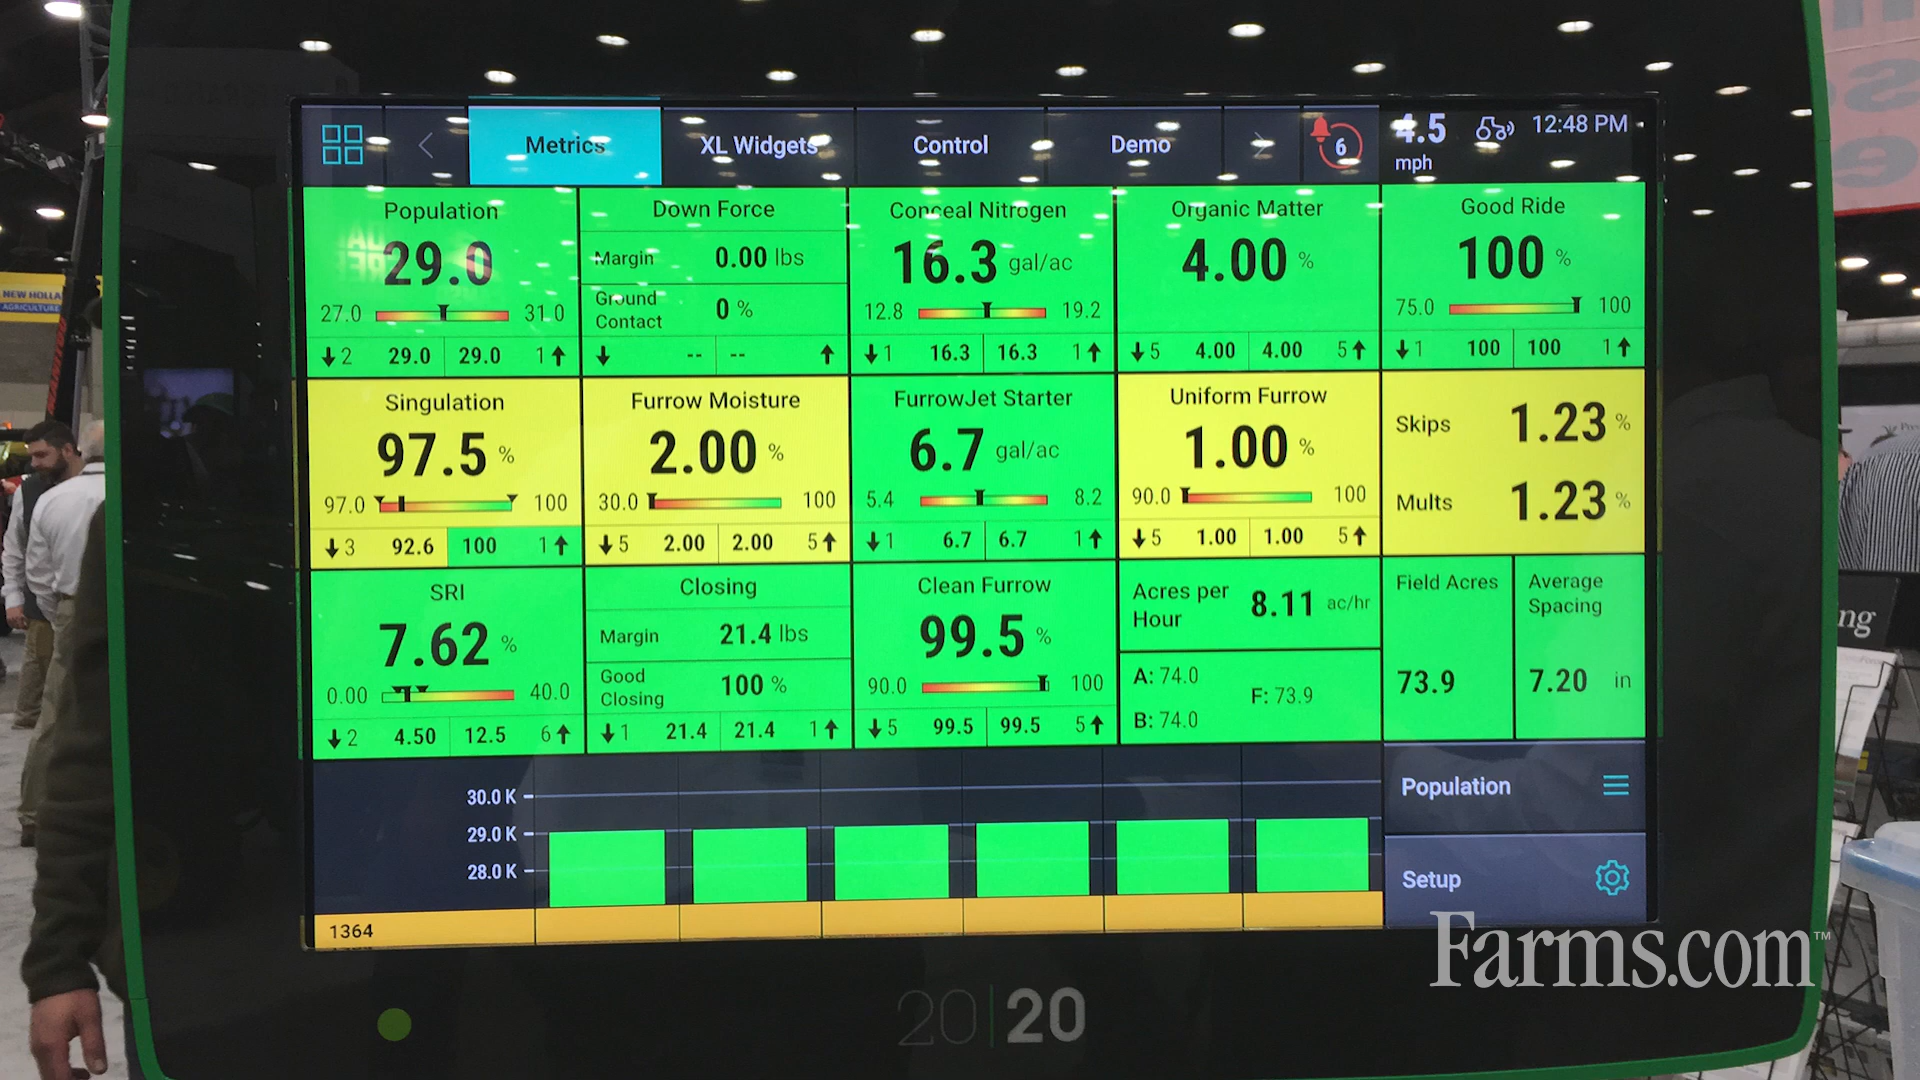 Metrics
XL Widgets
Control
Demo
6
4.5
mph
12:48 PM
Population
29.0
27.0 31.0
2 29.0 29.0 1
Down Force
Margin 0.00 lbs
Ground Contact 0 %
-- --
Conceal Nitrogen
16.3 gal/ac
12.8 19.2
1 16.3 16.3 1
Organic Matter
4.00 %
5 4.00 4.00 5
Good Ride
100 %
75.0 100
1 100 100 1
Singulation
97.5 %
97.0 100
3 92.6 100 1
Furrow Moisture
2.00 %
30.0 100
5 2.00 2.00 5
FurrowJet Starter
6.7 gal/ac
5.4 8.2
1 6.7 6.7 1
Uniform Furrow
1.00 %
90.0 100
5 1.00 1.00 5
Skips 1.23 %
Mults 1.23 %
SRI
7.62 %
0.00 40.0
2 4.50 12.5 6
Closing
Margin 21.4 lbs
Good Closing 100 %
1 21.4 21.4 1
Clean Furrow
99.5 %
90.0 100
5 99.5 99.5 5
Acres per Hour 8.11 ac/hr
A: 74.0
B: 74.0
F: 73.9
Field Acres
73.9
Average Spacing
7.20 in
30.0 K
29.0 K
28.0 K
1364
Population
Setup
20|20
Farms.com™
NEW HOLLA
AGRICULTURE
ng